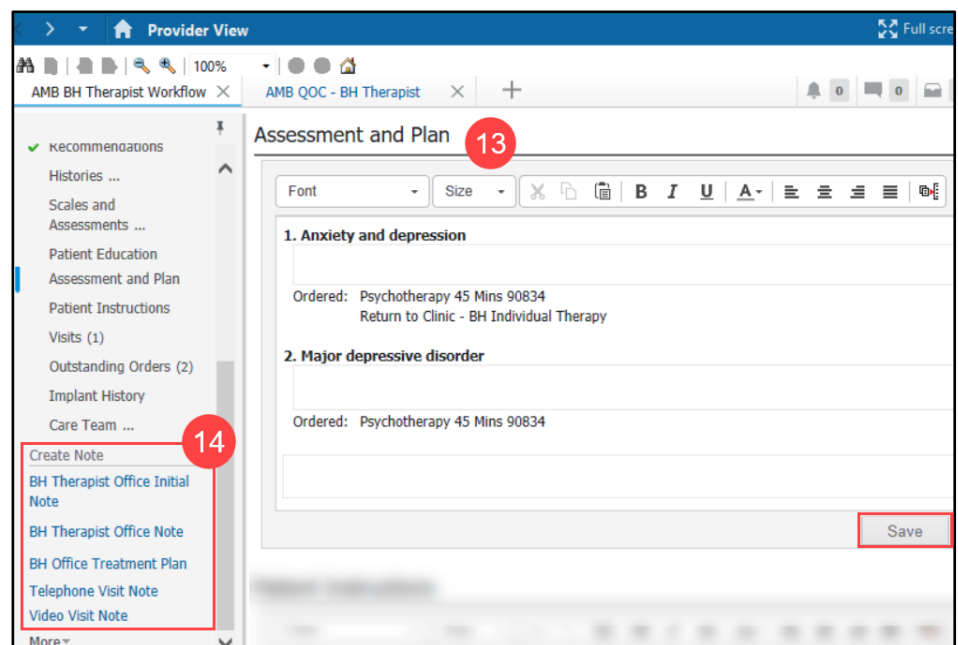 Provider View
Full scre
100%
AMB BH Therapist Workflow
AMB QOC - BH Therapist
0
0
Recommendations
Histories ...
Scales and
Assessments ...
Patient Education
Assessment and Plan
Patient Instructions
Visits (1)
Outstanding Orders (2)
Implant History
Care Team ...
14
Create Note
BH Therapist Office Initial
Note
BH Therapist Office Note
BH Office Treatment Plan
Telephone Visit Note
Video Visit Note
More
Assessment and Plan
13
Font
Size
B I U A
1. Anxiety and depression
Ordered: Psychotherapy 45 Mins 90834
Return to Clinic - BH Individual Therapy
2. Major depressive disorder
Ordered: Psychotherapy 45 Mins 90834
Save